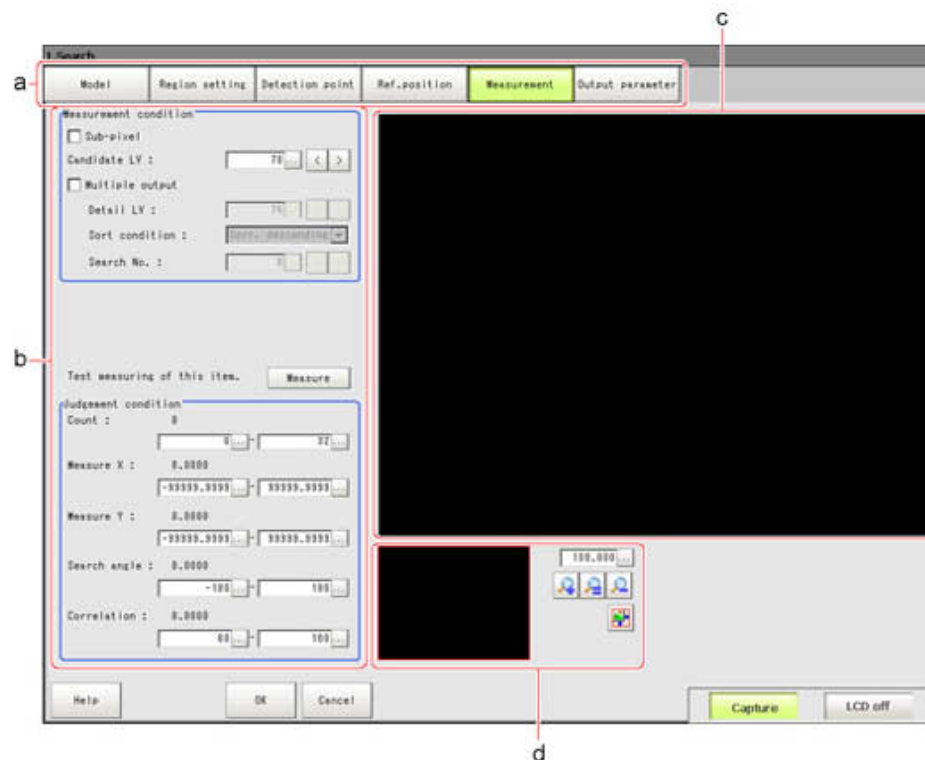 c
1.Search
a
Model Region setting Detection point Ref.position Measurement Output parameter
Measurement condition
Sub-pixel
Candidate LV : 70 ... < >
Multiple output
Detail LV : ...
Sort condition : Corr. descending
Search No. : 0 ...
b
Test measuring of this item. Measure
Judgement condition
Count : 0
0 ... - 32 ...
Measure X : 0.0000
-99999.9999 ... - 99999.9999 ...
Measure Y : 0.0000
-99999.9999 ... - 99999.9999 ...
Search angle : 0.0000
-180 ... - 180 ...
Correlation : 0.0000
60 ... - 100 ...
100.000 ...
Help OK Cancel
Capture LCD off
d